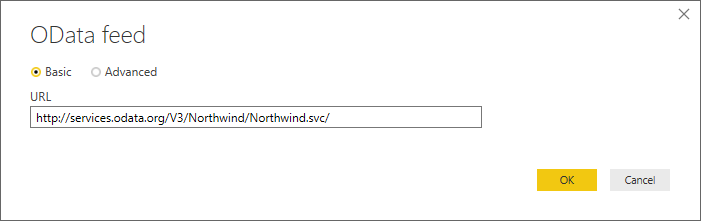 OData feed
Basic Advanced
URL
http://services.odata.org/V3/Northwind/Northwind.svc/
OK Cancel